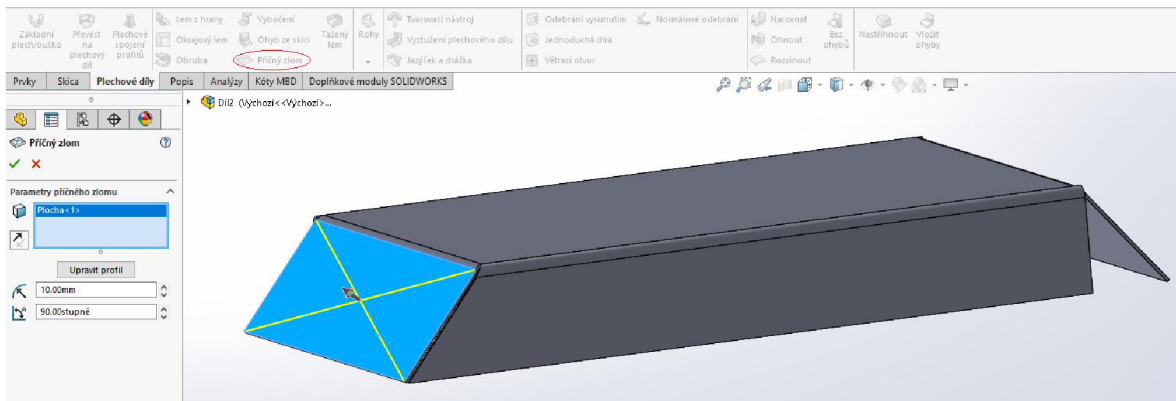 Základní plech/ouško
Převést na plechový díl
Plechové spojení profilů
Lem z hrany
Okrajový lem
Obruba
Vybočení
Ohyb ze skici
Příčný zlom
Tažený lem
Rohy
Tvarovací nástroj
Vyztužení plechového dílu
Jazýček a drážka
Odebrání vysunutím
Jednoduchá díra
Větrací otvor
Normálové odebrání
Narovnat
Ohnout
Rozvinout
Bez ohybů
Nastřihnout
Vložit ohyby
Prvky Skica Plechové díly Popis Analýzy Kóty MBD Doplňkové moduly SOLIDWORKS
Díl2 (Výchozí<<Výchozí>...
Příčný zlom
Parametry příčného zlomu
Plocha<1>
Upravit profil
10.00mm
90.00stupně